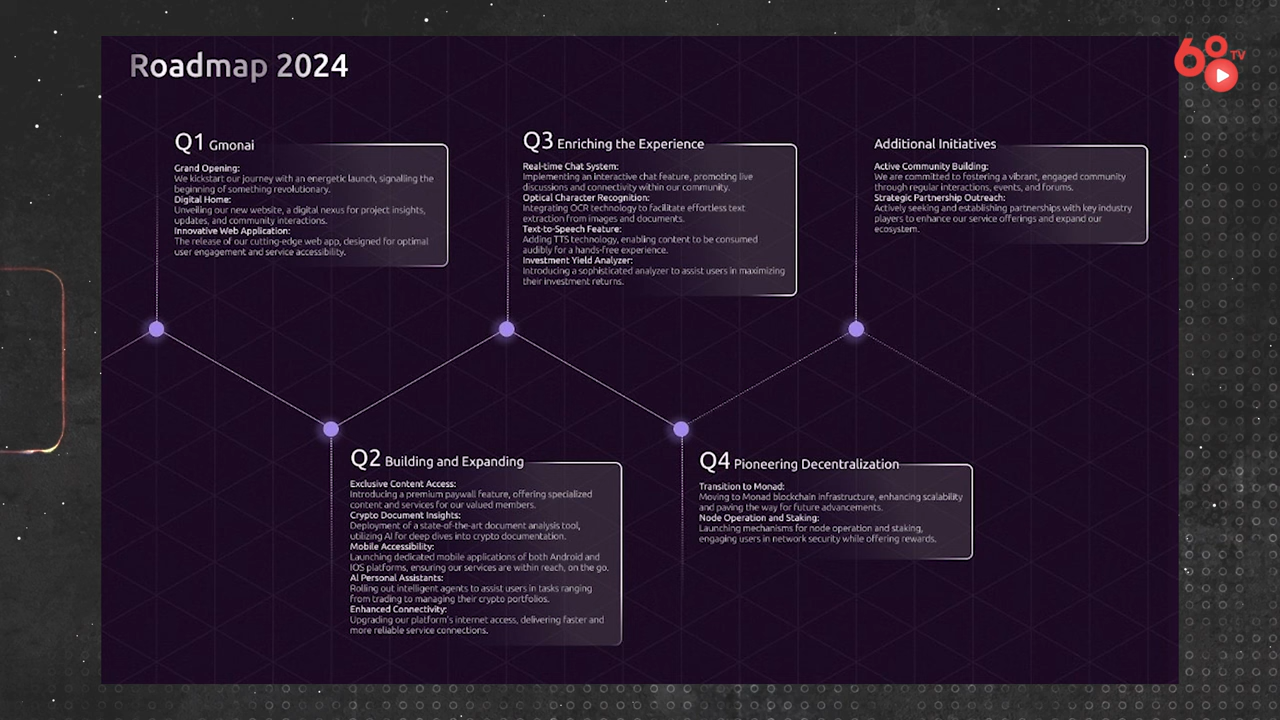 Roadmap 2024
60 TV
Q1 Gmonai
Grand Opening:
We kickstart our journey with an energetic launch, signalling the
beginning of something revolutionary.
Digital Home:
Unveiling our new website, a digital nexus for project insights,
updates, and community interactions.
Innovative Web Application:
The release of our cutting-edge web app, designed for optimal
user engagement and service accessibility.
Q2 Building and Expanding
Exclusive Content Access:
Introducing a premium paywall feature, offering specialized
content and services for our valued members.
Crypto Document Insights:
Deployment of a state-of-the-art document analysis tool,
utilizing AI for deep dives into crypto documentation.
Mobile Accessibility:
Launching dedicated mobile applications of both Android and
IOS platforms, ensuring our services are within reach, on the go.
AI Personal Assistants:
Rolling out intelligent agents to assist users in tasks ranging
from trading to managing their crypto portfolios.
Enhanced Connectivity:
Upgrading our platform's internet access, delivering faster and
more reliable service connections.
Q3 Enriching the Experience
Real-time Chat System:
Implementing an interactive chat feature, promoting live
discussions and connectivity within our community.
Optical Character Recognition:
Integrating OCR technology to facilitate effortless text
extraction from images and documents.
Text-to-Speech Feature:
Adding TTS technology, enabling content to be consumed
audibly for a hands-free experience.
Investment Yield Analyzer:
Introducing a sophisticated analyzer to assist users in maximizing
their investment returns.
Q4 Pioneering Decentralization
Transition to Monad:
Moving to Monad blockchain infrastructure, enhancing scalability
and paving the way for future advancements.
Node Operation and Staking:
Launching mechanisms for node operation and staking,
engaging users in network security while offering rewards.
Additional Initiatives
Active Community Building:
We are committed to fostering a vibrant, engaged community
through regular interactions, events, and forums.
Strategic Partnership Outreach:
Actively seeking and establishing partnerships with key industry
players to enhance our service offerings and expand our
ecosystem.